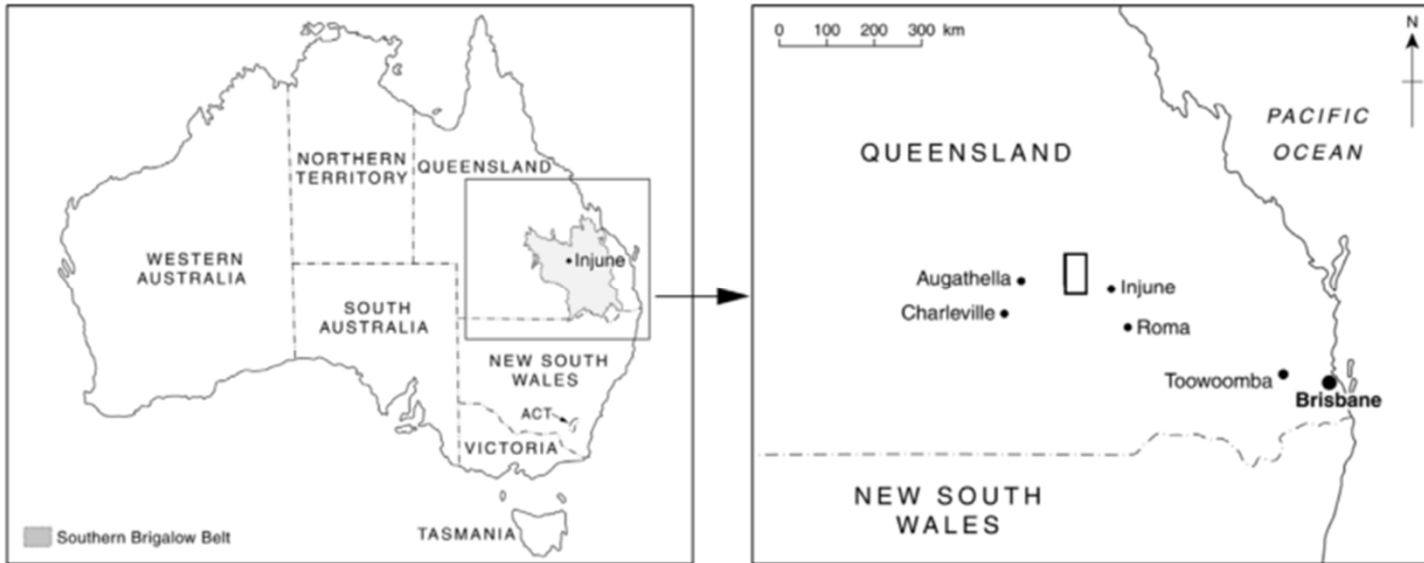 NORTHERN
TERRITORY
QUEENSLAND
WESTERN
AUSTRALIA
Injune
SOUTH
AUSTRALIA
NEW SOUTH
WALES
ACT
VICTORIA
TASMANIA
Southern Brigalow Belt
0 100 200 300 km
N
PACIFIC
OCEAN
QUEENSLAND
Augathella
Injune
Charleville
Roma
Toowoomba
Brisbane
NEW SOUTH
WALES